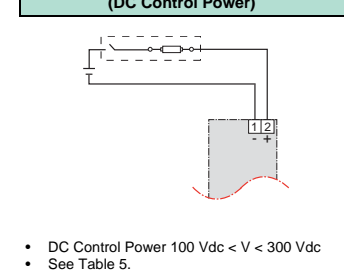 (DC Control Power)
1 2
- +
• DC Control Power 100 Vdc < V < 300 Vdc
• See Table 5.